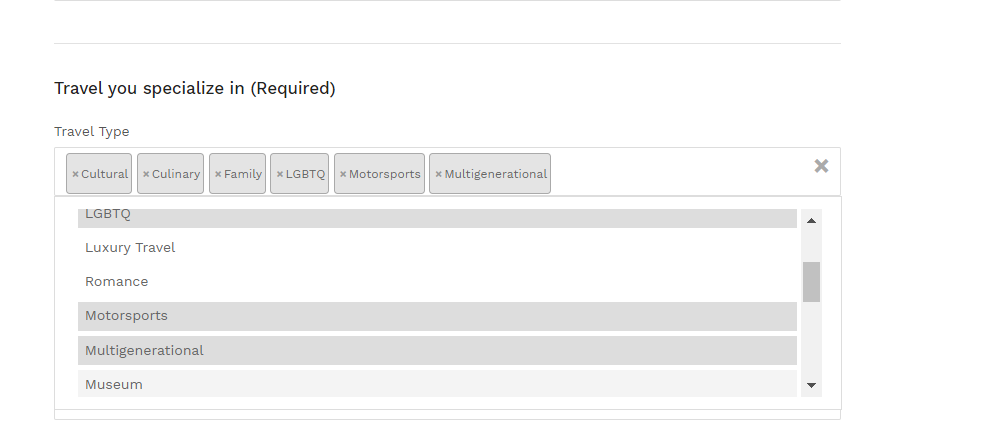 Travel you specialize in (Required)
Travel Type
×Cultural ×Culinary ×Family ×LGBTQ ×Motorsports ×Multigenerational ×
LGBTQ
Luxury Travel
Romance
Motorsports
Multigenerational
Museum